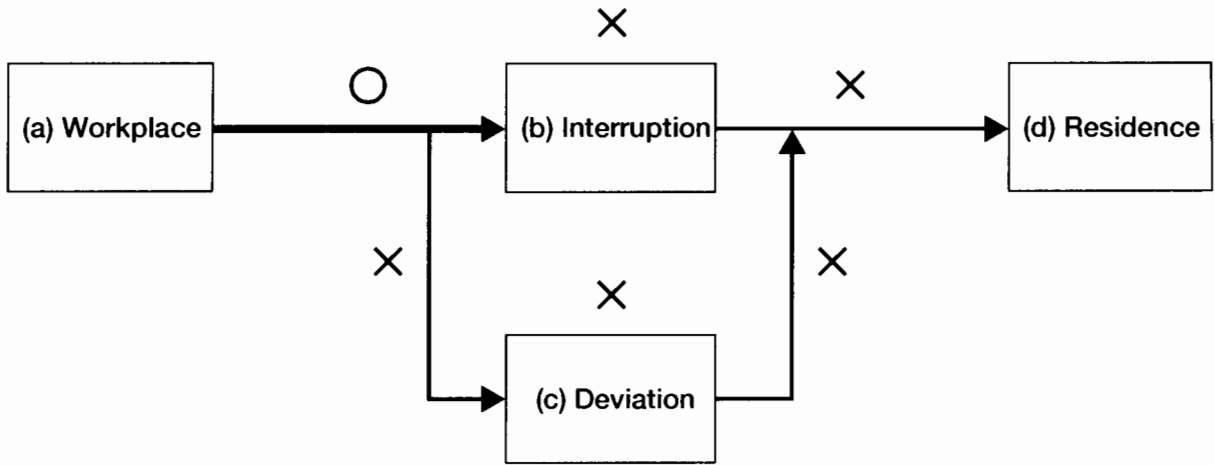 (a) Workplace
(b) Interruption
(d) Residence
(c) Deviation